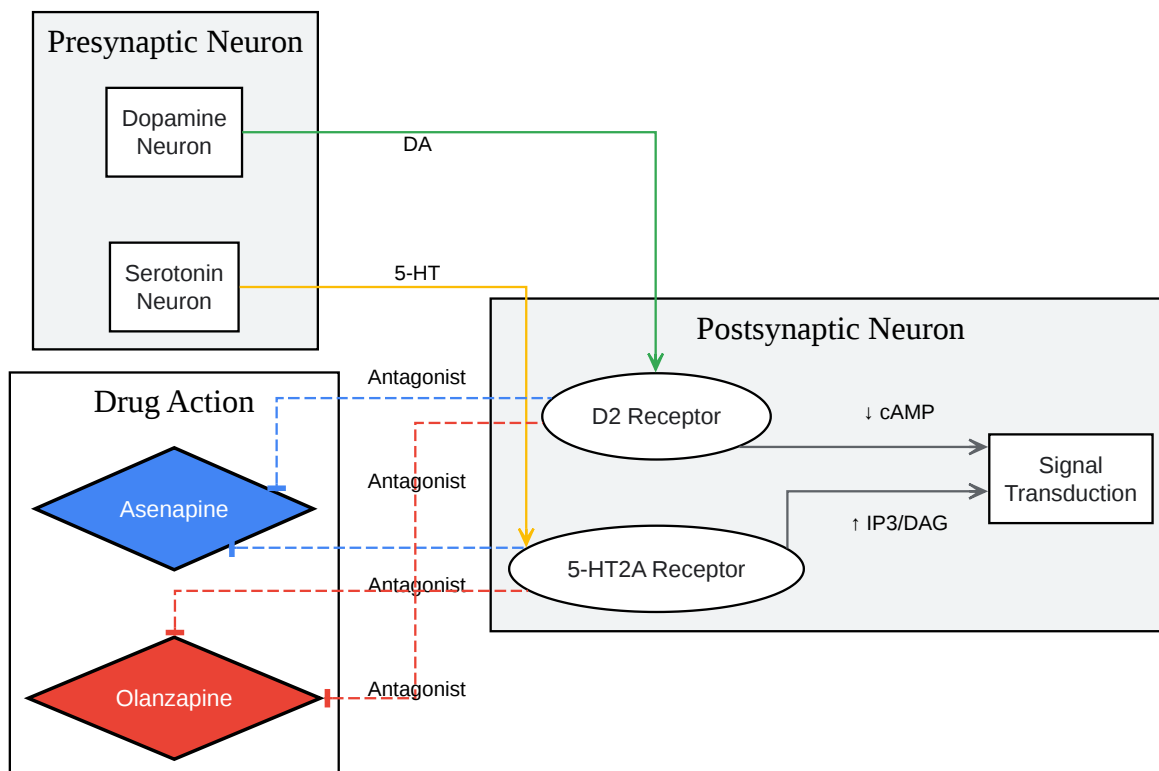 Presynaptic Neuron
Dopamine
Neuron
DA
Serotonin
Neuron
5-HT
Postsynaptic Neuron
Drug Action
Antagonist
D2 Receptor
↓ cAMP
Signal
Transduction
Antagonist
Asenapine
↑ IP3/DAG
5-HT2A Receptor
Antagonist
Olanzapine
Antagonist